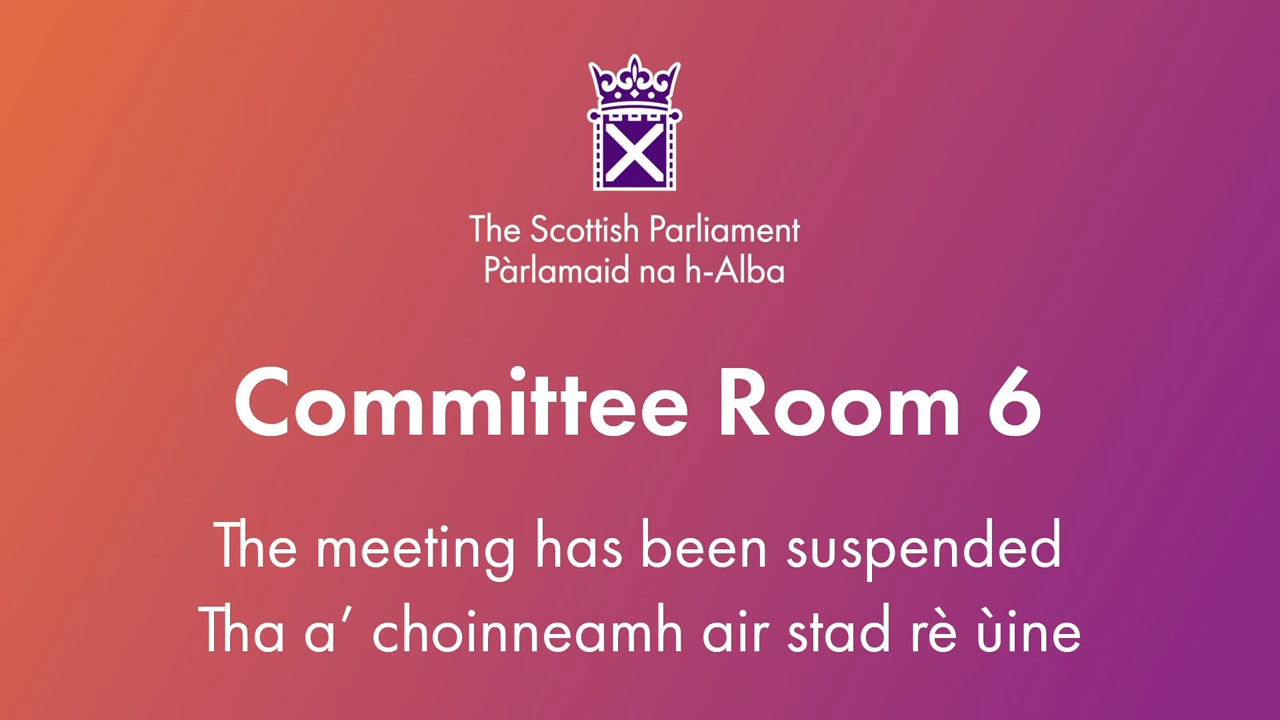 The Scottish Parliament
Pàrlamaid na h-Alba
Committee Room 6
The meeting has been suspended
Tha a’ choinneamh air stad rè ùine